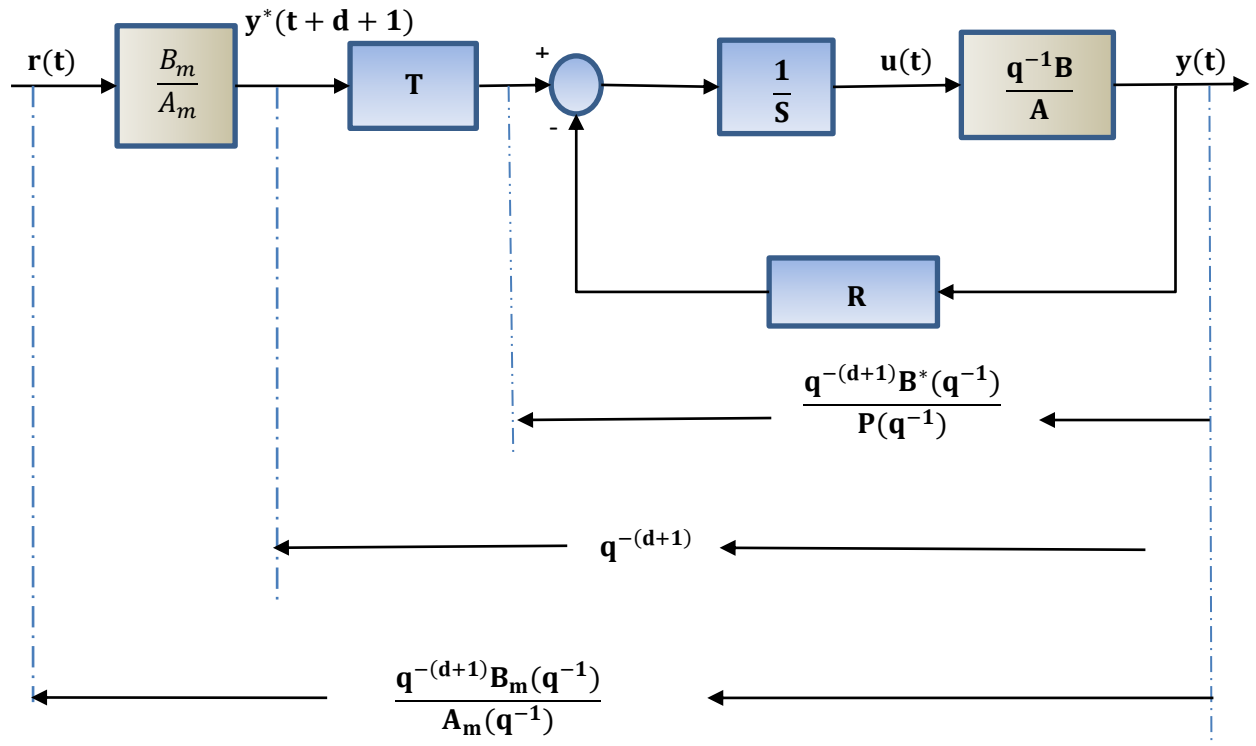 y*(t + d + 1)
r(t)
B_m
A_m
T
+
-
1
S
u(t)
q^{-1}B
A
y(t)
R
q^{-(d+1)}B*(q^{-1})
P(q^{-1})
q^{-(d+1)}
q^{-(d+1)}B_m(q^{-1})
A_m(q^{-1})